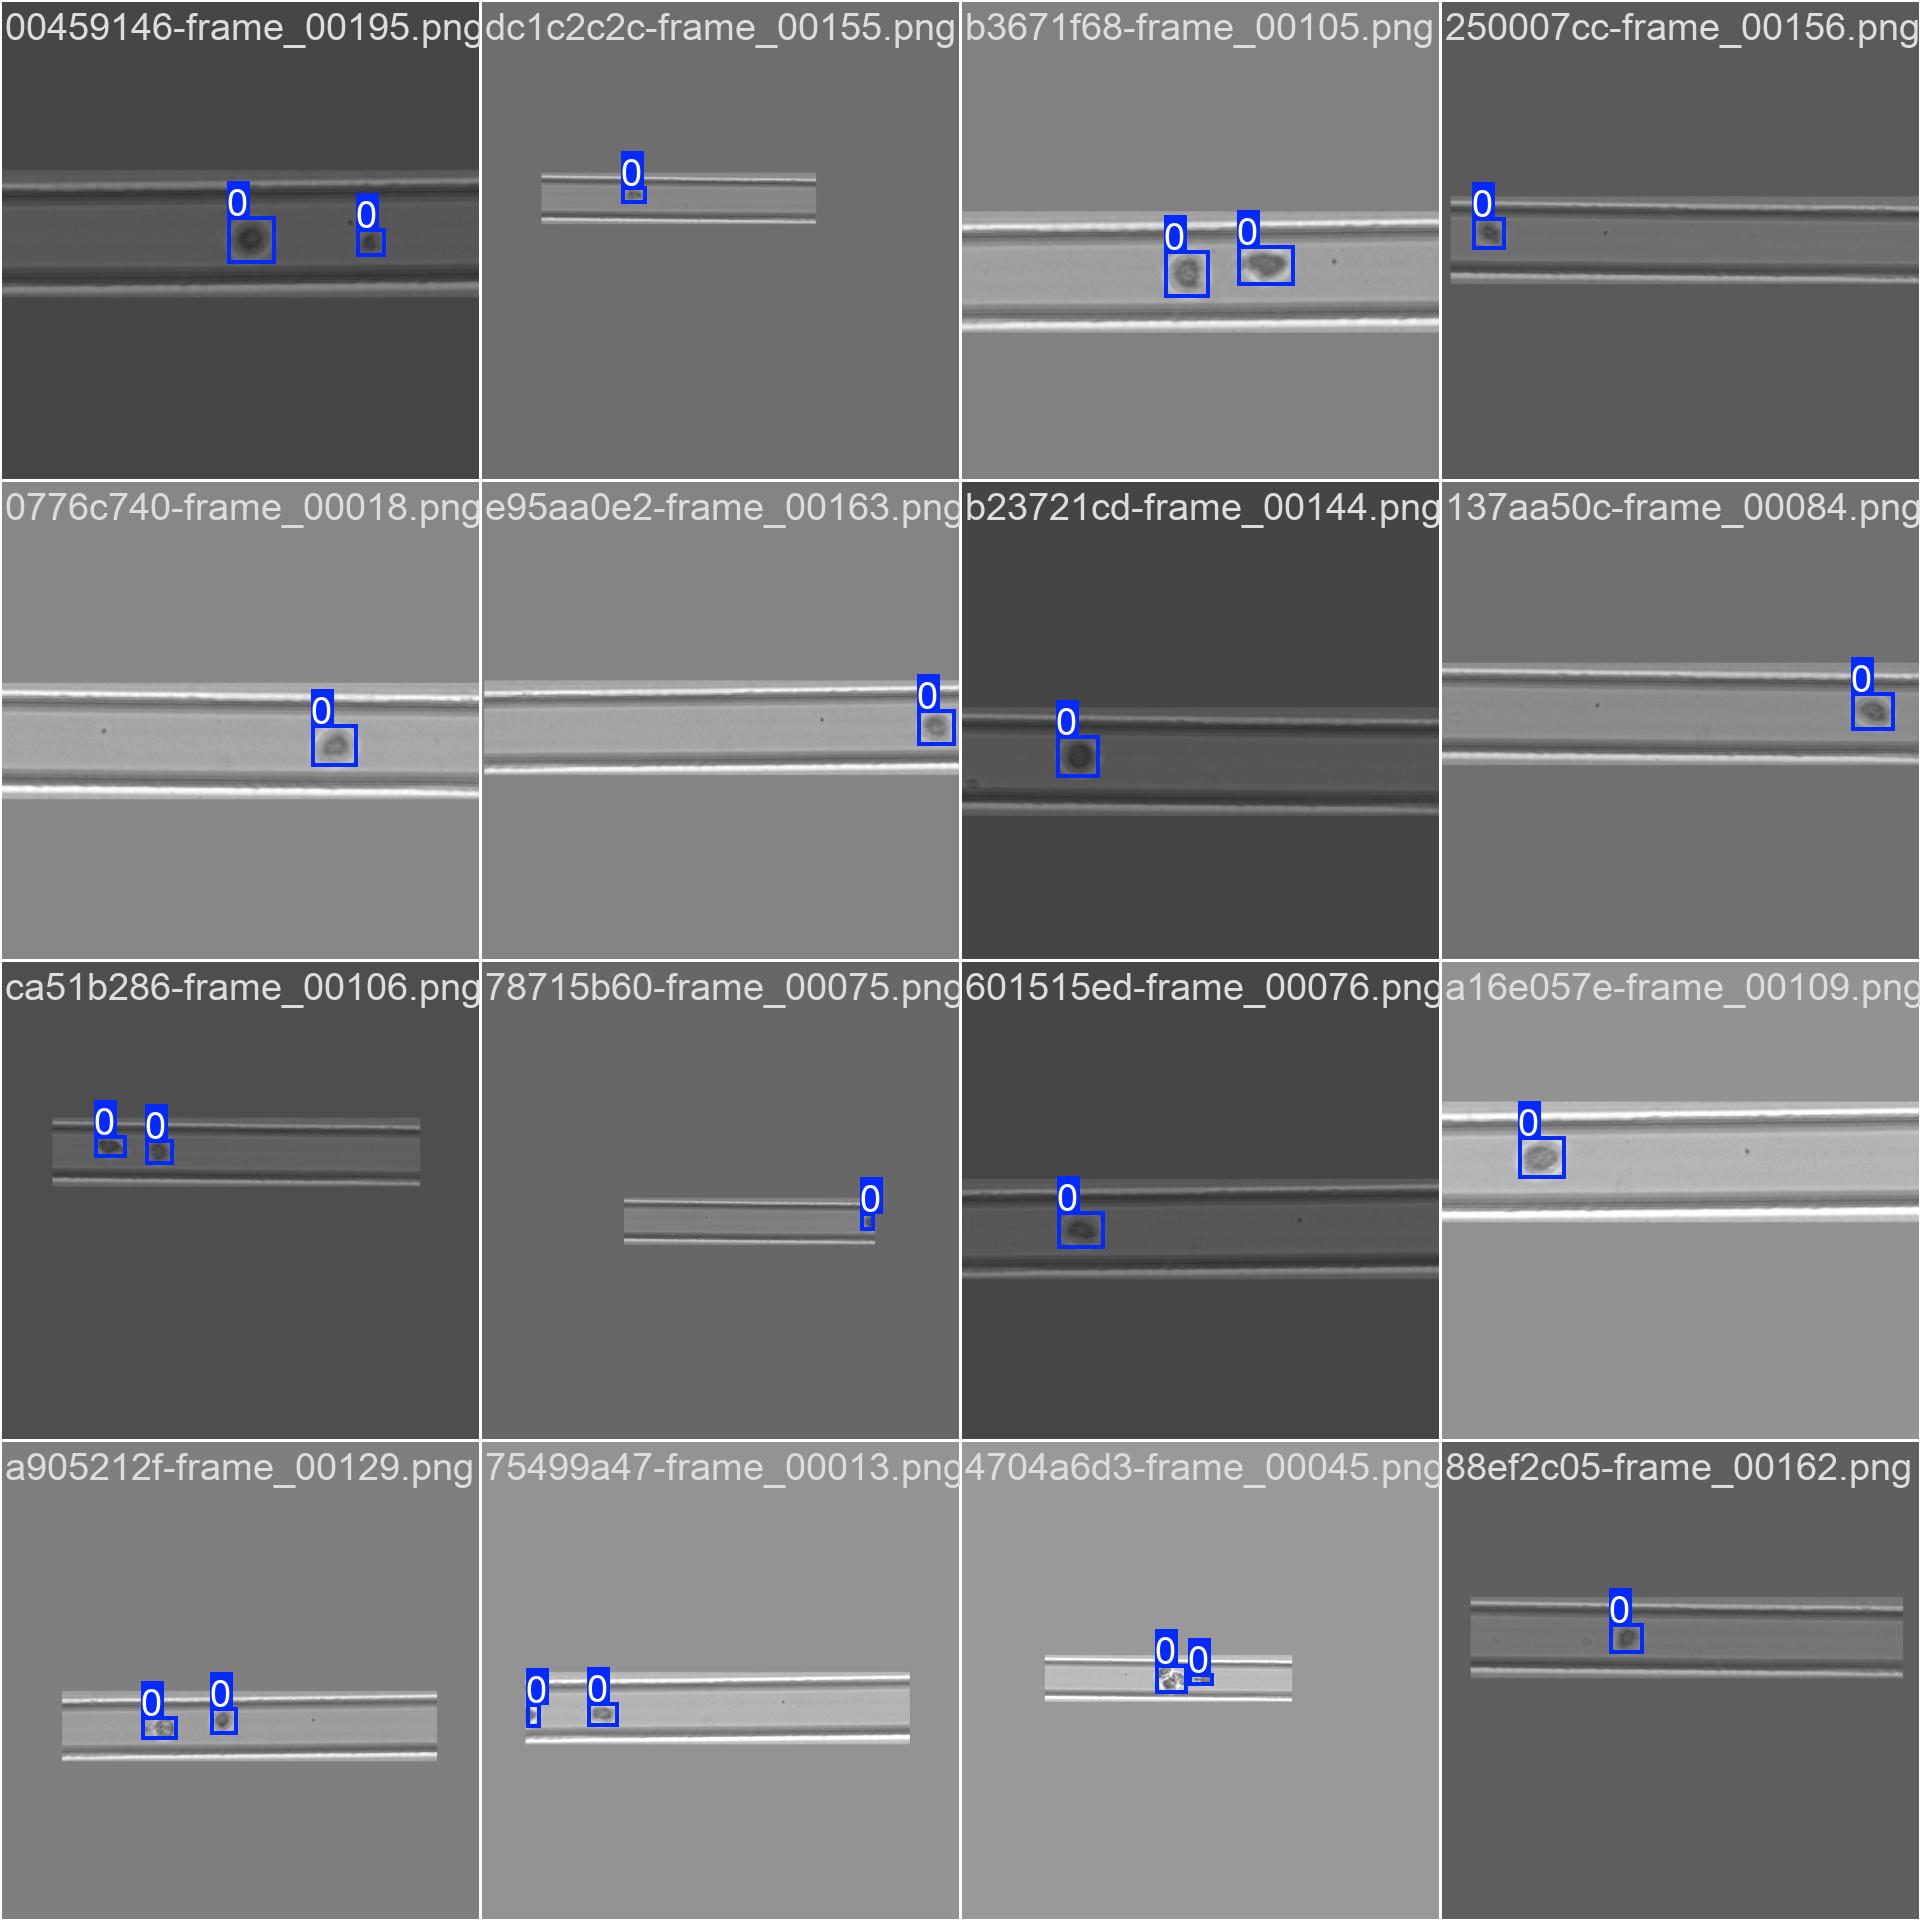 00459146-frame_00195.png
dc1c2c2c-frame_00155.png
b3671f68-frame_00105.png
250007cc-frame_00156.png
0 0
0
0 0
0
0776c740-frame_00018.png
e95aa0e2-frame_00163.png
b23721cd-frame_00144.png
137aa50c-frame_00084.png
0
0
0
0
ca51b286-frame_00106.png
78715b60-frame_00075.png
601515ed-frame_00076.png
a16e057e-frame_00109.png
0 0
0
0
0
a905212f-frame_00129.png
75499a47-frame_00013.png
4704a6d3-frame_00045.png
88ef2c05-frame_00162.png
0 0
0 0
0 0
0